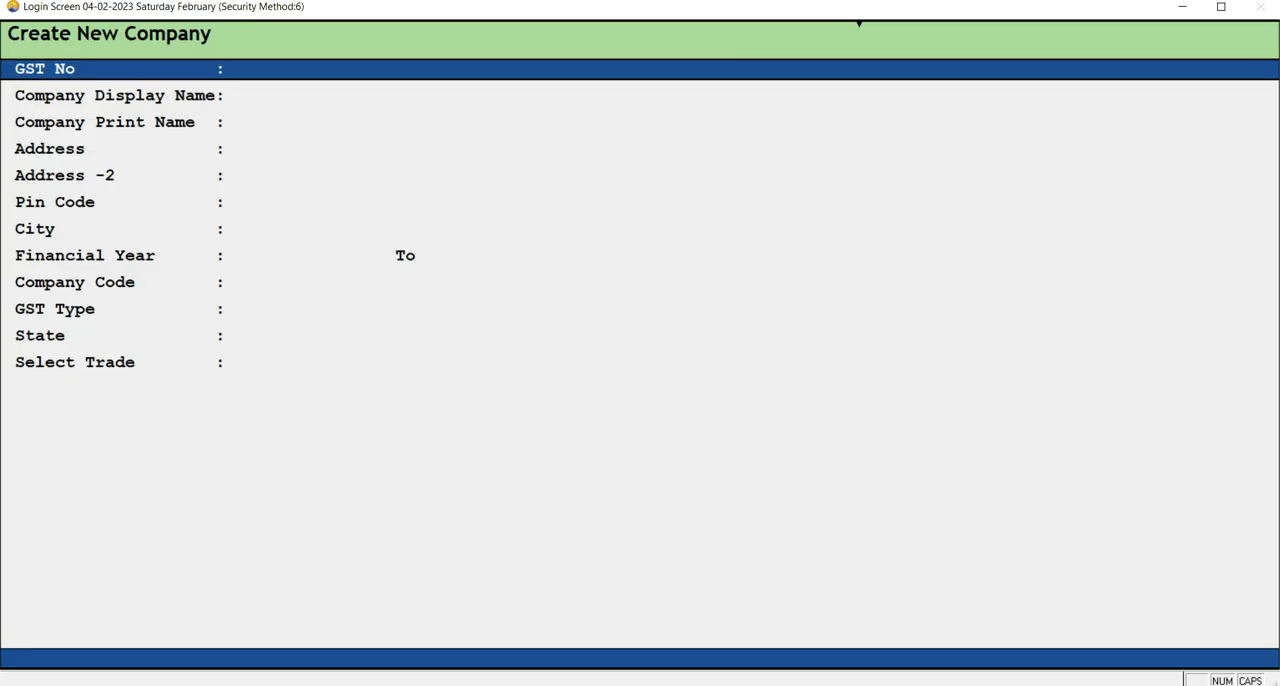 Login Screen 04-02-2023 Saturday February (Security Method:6)
Create New Company
GST No :
Company Display Name:
Company Print Name :
Address :
Address -2 :
Pin Code :
City :
Financial Year : To
Company Code :
GST Type :
State :
Select Trade :
NUM CAPS